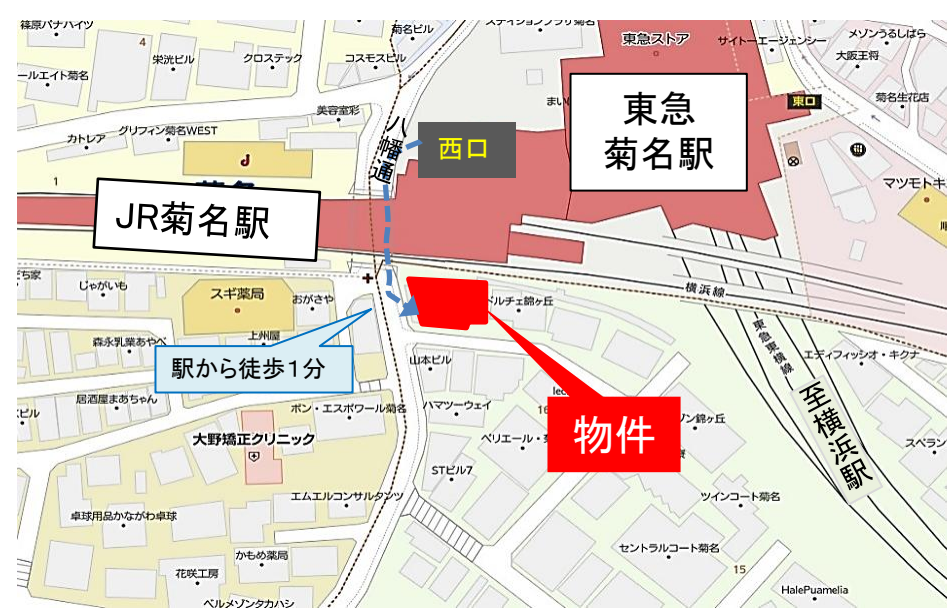 篠原パナハイツ
菊名ビル
ステイションプラザ菊名
東急ストア
サイトーエージェンシー
メゾンうるしばら
大阪王将
4
栄洸ビル
クロステック
コスモスビル
ールエイト菊名
美容室彩
八幡通
西口
東急
菊名駅
東口
菊名生花店
カトレア
グリフィン菊名WEST
マツモトキ
1
JR菊名駅
じゃがいも
スギ薬局
おがさや
ドルチェ錦ヶ丘
横浜線
東急東横線
森永乳業あやべ
上州屋
駅から徒歩1分
山本ビル
エディフィッシオ・キクナ
至横浜駅
居酒屋まあちゃん
ボン・エスポワール菊名
ハマツーウェイ
16
物件
ゾン錦ヶ丘
大野矯正クリニック
ベリエール・
スペラン
STビル7
エムエルコンサルタンツ
ツインコート菊名
卓球用品かながわ卓球
かもめ薬局
セントラルコート菊名
花咲工房
15
ベルメゾンタカハシ
HalePuamelia